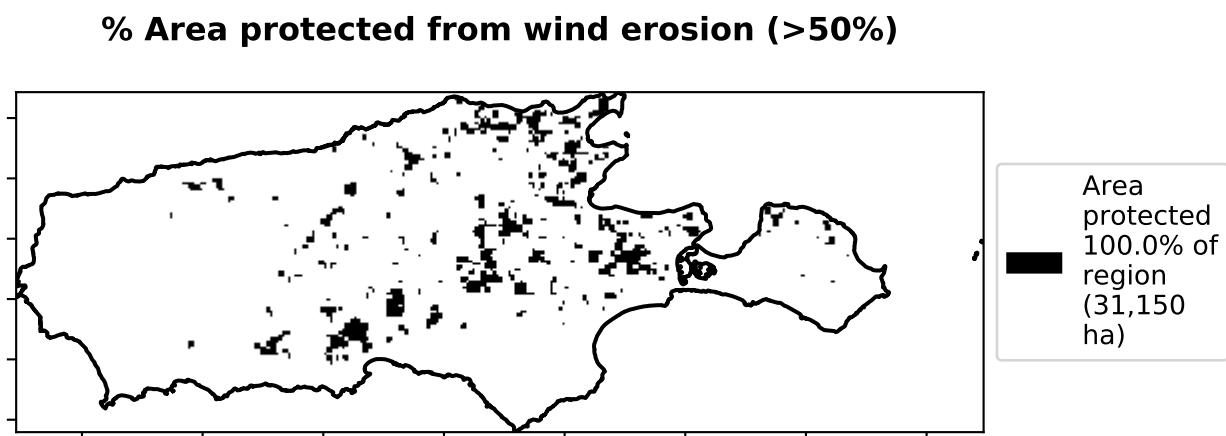 % Area protected from wind erosion (>50%)
Area
protected
100.0% of
region
(31,150
ha)